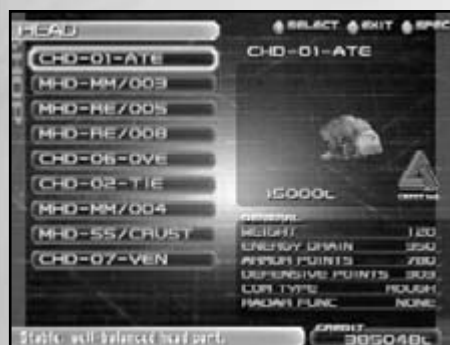 HEAD
SELECT EXIT SPEC
SHOP
CHD-01-ATE
MHD-MM/003
MHD-RE/005
MHD-RE/008
CHD-06-OVE
CHD-02-TIE
MHD-MM/004
MHD-SS/CRUST
CHD-07-VEN
CHD-01-ATE
15000c
GENERAL
WEIGHT 120
ENERGY DRAIN 350
ARMOR POINTS 780
DEFENSIVE POINTS 303
COM TYPE ROUGH
RADAR FUNC NONE
Stable, well-balanced head part.
CREDIT
385048c